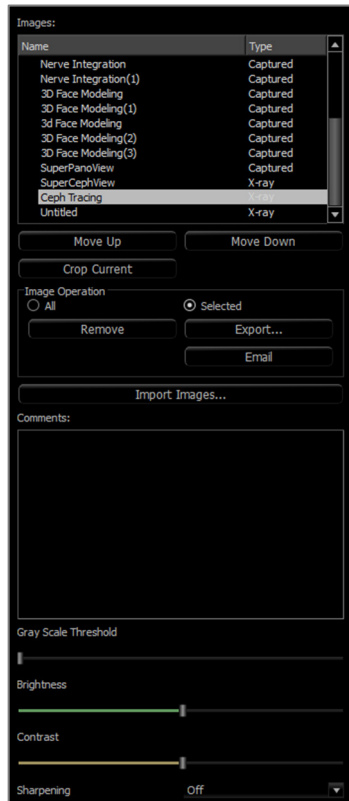 Images:
Name Type
Nerve Integration Captured
Nerve Integration(1) Captured
3D Face Modeling Captured
3D Face Modeling(1) Captured
3d Face Modeling Captured
3D Face Modeling(2) Captured
3D Face Modeling(3) Captured
SuperPanoView Captured
SuperCephView X-ray
Ceph Tracing X-ray
Untitled X-ray
Move Up Move Down
Crop Current
Image Operation
All Selected
Remove Export...
Email
Import Images...
Comments:
Gray Scale Threshold
Brightness
Contrast
Sharpening Off